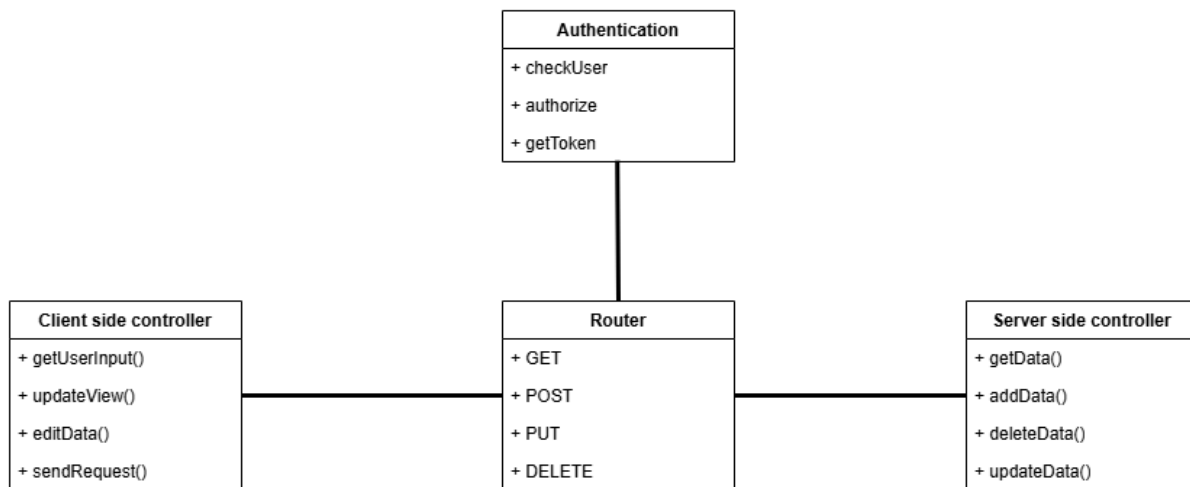 Authentication
+ checkUser
+ authorize
+ getToken
Client side controller
+ getUserInput()
+ updateView()
+ editData()
+ sendRequest()
Router
+ GET
+ POST
+ PUT
+ DELETE
Server side controller
+ getData()
+ addData()
+ deleteData()
+ updateData()